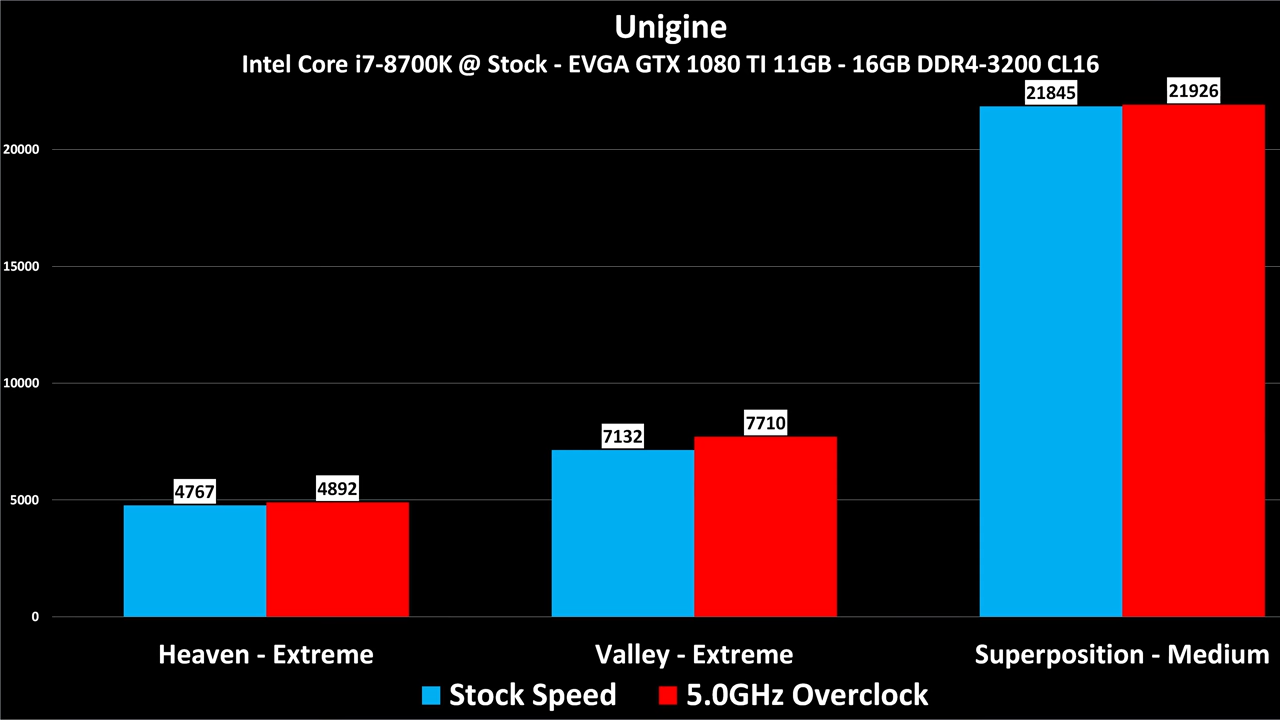 Unigine
Intel Core i7-8700K @ Stock - EVGA GTX 1080 TI 11GB - 16GB DDR4-3200 CL16
21845
21926
20000
15000
10000
7132
7710
4767
4892
5000
0
Heaven - Extreme
Valley - Extreme
Superposition - Medium
Stock Speed
5.0GHz Overclock